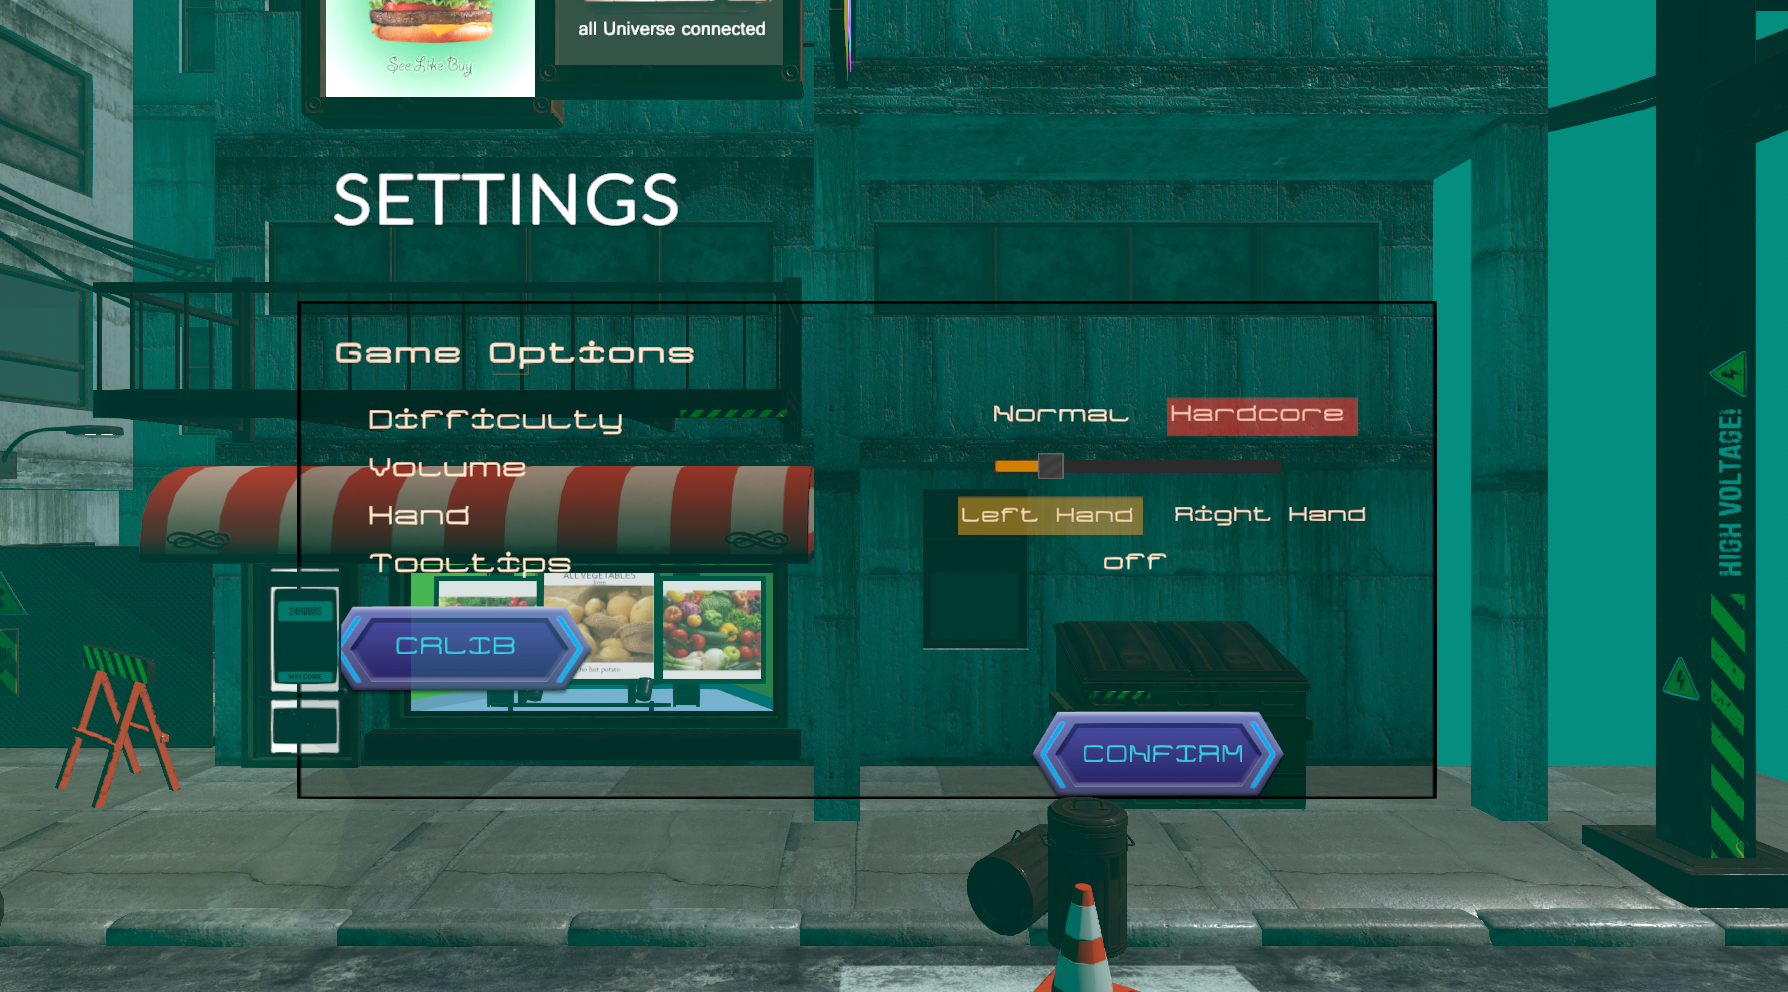 all Universe connected
See Like Buy
SETTINGS
Game Options
Difficulty
Normal Hardcore
Volume
Hand
Left Hand Right Hand
Tooltips
off
ALL VEGETABLES
24HOURS
WELCOME
CALIB
CONFIRM
HIGH VOLTAGE!